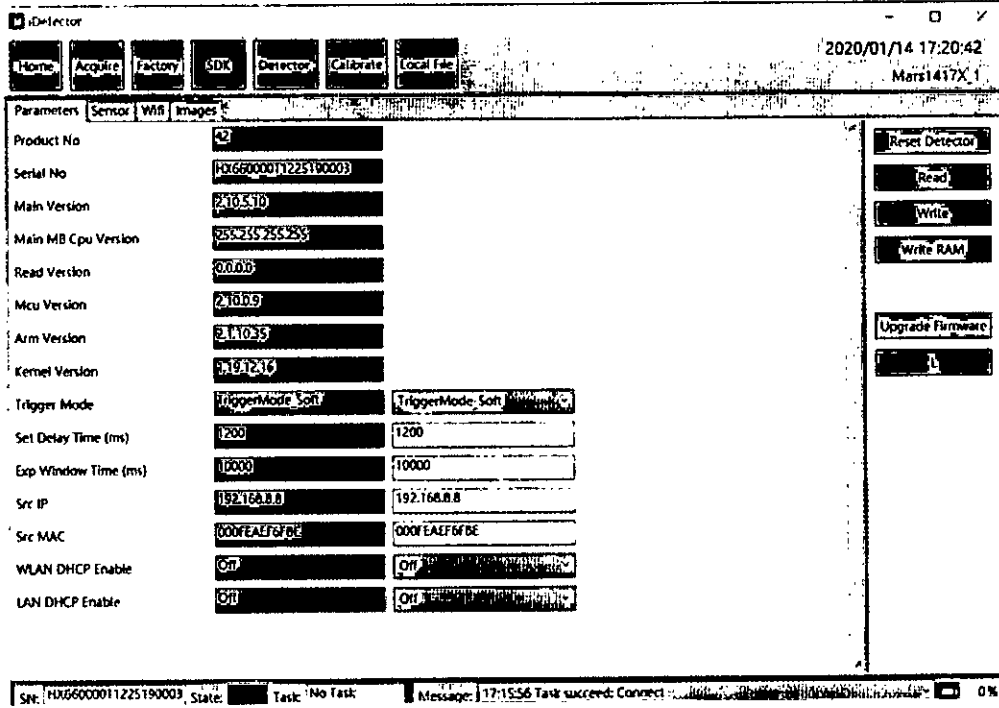 iDetector
2020/01/14 17:20:42
Home Acquire Factory SDK Detector Calibrate Local File
Mars1417X_1
Parameters Sensor Wifi Images
Product No 42
Reset Detector
Serial No HX66000011225190003
Read
Main Version 2.10.5.10
Write
Main MB Cpu Version 255.255.255.255
Write RAM
Read Version 0.0.0.0
Mcu Version 2.10.0.9
Upgrade Firmware
Arm Version 2.1.10.35
Kernel Version 1.19.12.16
Trigger Mode TriggerMode_Soft TriggerMode_Soft
Set Delay Time (ms) 1200 1200
Exp Window Time (ms) 10000 10000
Src IP 192.168.8.8 192.168.8.8
Src MAC 000FEAEF6FBE 000FEAEF6FBE
WLAN DHCP Enable Off Off
LAN DHCP Enable Off Off
SN: HX66000011225190003 State: Task: No Task Message: 17:15:56 Task succeed: Connect 0%